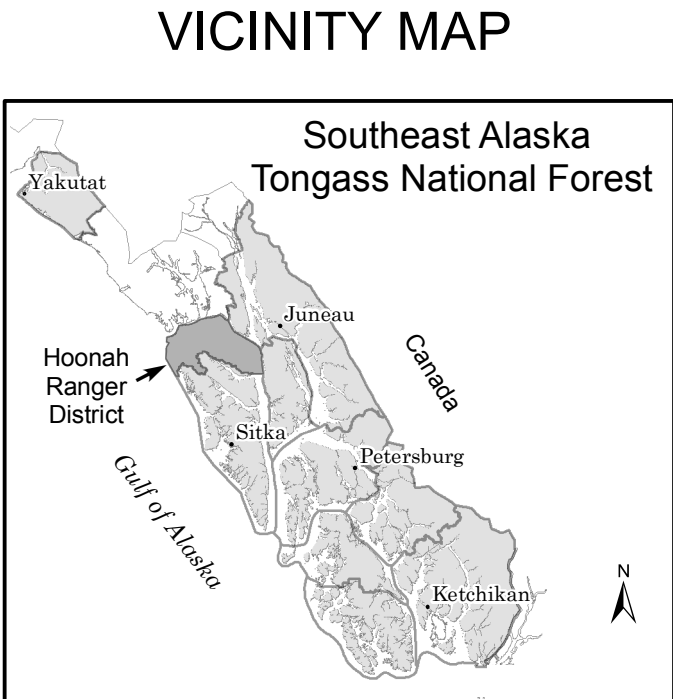 VICINITY MAP
Southeast Alaska
Tongass National Forest
Yakutat
Juneau
Hoonah
Ranger
District
Canada
Sitka
Petersburg
Gulf of Alaska
Ketchikan
N